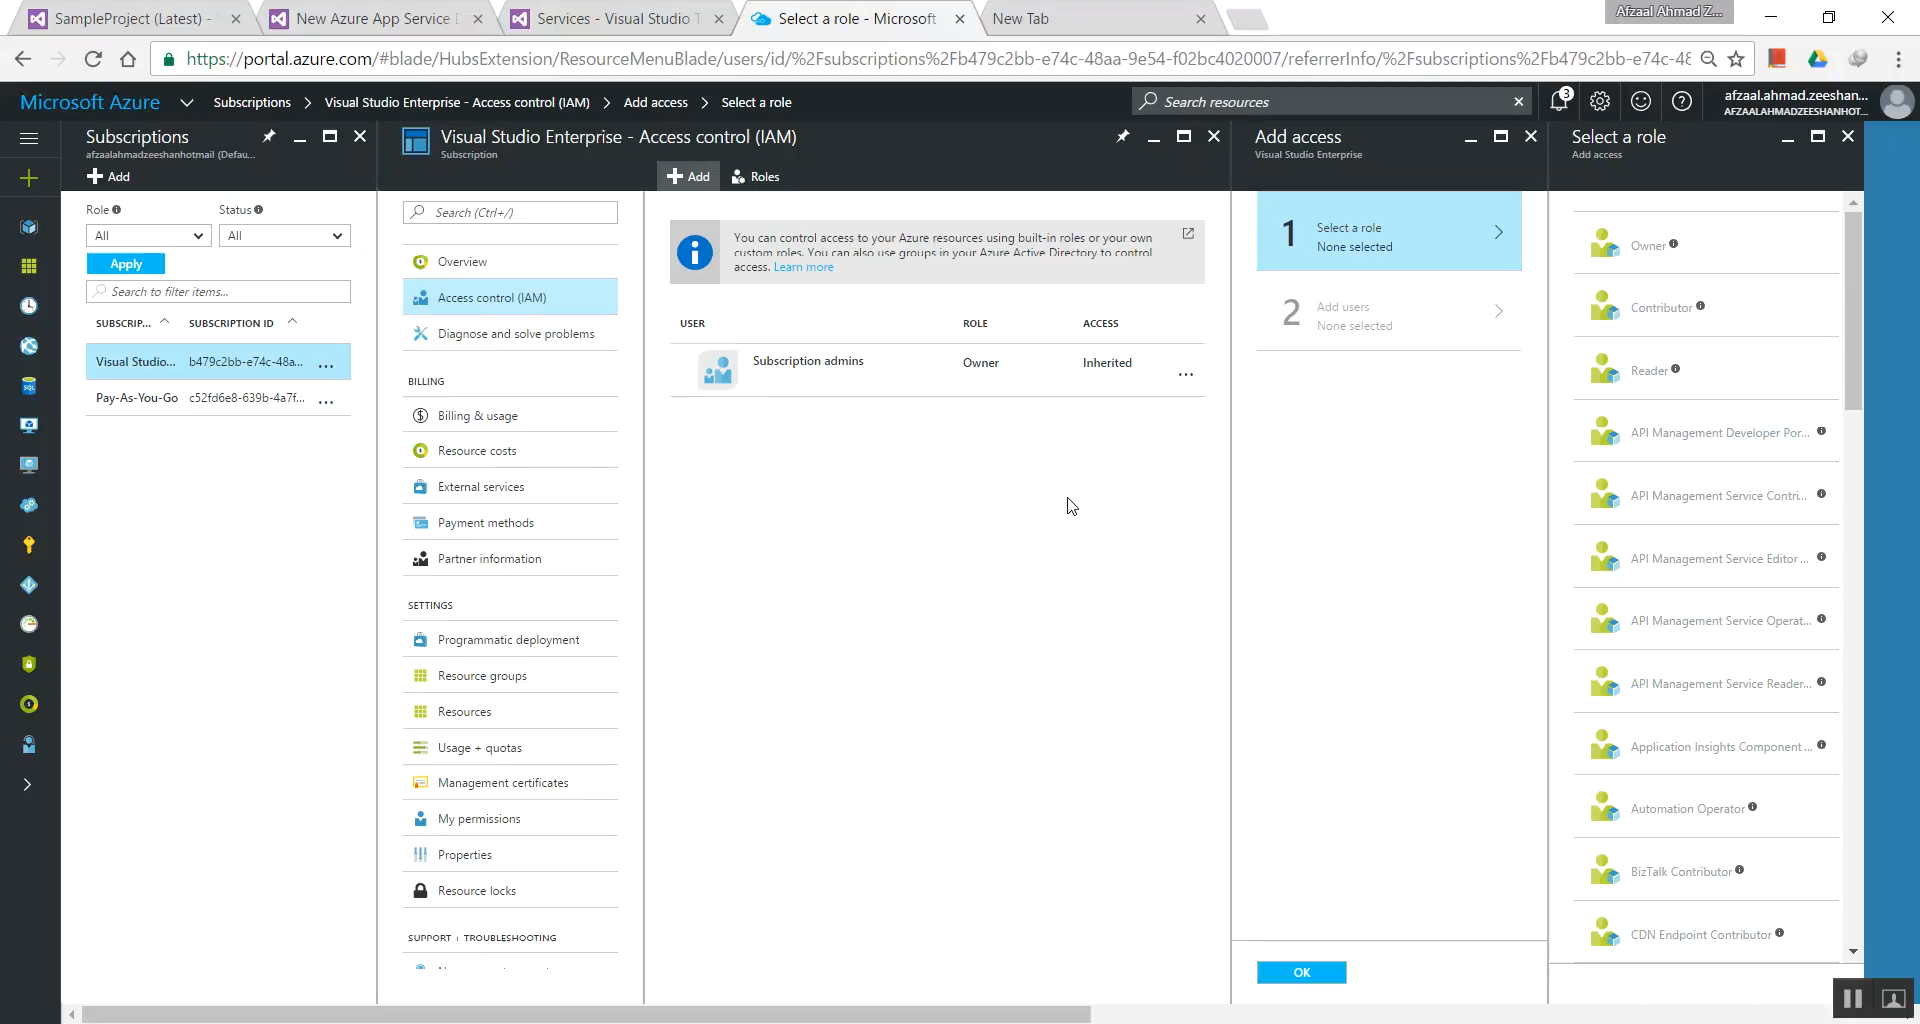 SampleProject (Latest) -
New Azure App Service
Services - Visual Studio T
Select a role - Microsoft
New Tab
Afzaal Ahmad Z...
https://portal.azure.com/#blade/HubsExtension/ResourceMenuBlade/users/id/%2Fsubscriptions%2Fb479c2bb-e74c-48aa-9e54-f02bc4020007/referrerInfo/%2Fsubscriptions%2Fb479c2bb-e74c-48
Microsoft Azure
Subscriptions
Visual Studio Enterprise - Access control (IAM)
Add access
Select a role
Search resources
3
afzaal.ahmad.zeeshan...
AFZAALAHMADZEESHANHOT...
Subscriptions
afzaalahmadzeeshanhotmail (Defau...
Add
Role
Status
All
All
Apply
Search to filter items...
SUBSCRIP...
SUBSCRIPTION ID
Visual Studio...
b479c2bb-e74c-48a...
...
Pay-As-You-Go
c52fd6e8-639b-4a7f...
...
Visual Studio Enterprise - Access control (IAM)
Subscription
Add
Roles
Search (Ctrl+/)
Overview
Access control (IAM)
Diagnose and solve problems
BILLING
Billing & usage
Resource costs
External services
Payment methods
Partner information
SETTINGS
Programmatic deployment
Resource groups
Resources
Usage + quotas
Management certificates
My permissions
Properties
Resource locks
SUPPORT + TROUBLESHOOTING
You can control access to your Azure resources using built-in roles or your own
custom roles. You can also use groups in your Azure Active Directory to control
access. Learn more
USER
ROLE
ACCESS
Subscription admins
Owner
Inherited
...
Add access
Visual Studio Enterprise
1
Select a role
None selected
2
Add users
None selected
OK
Select a role
Add access
Owner
Contributor
Reader
API Management Developer Por...
API Management Service Contri...
API Management Service Editor ...
API Management Service Operat...
API Management Service Reader...
Application Insights Component ...
Automation Operator
BizTalk Contributor
CDN Endpoint Contributor